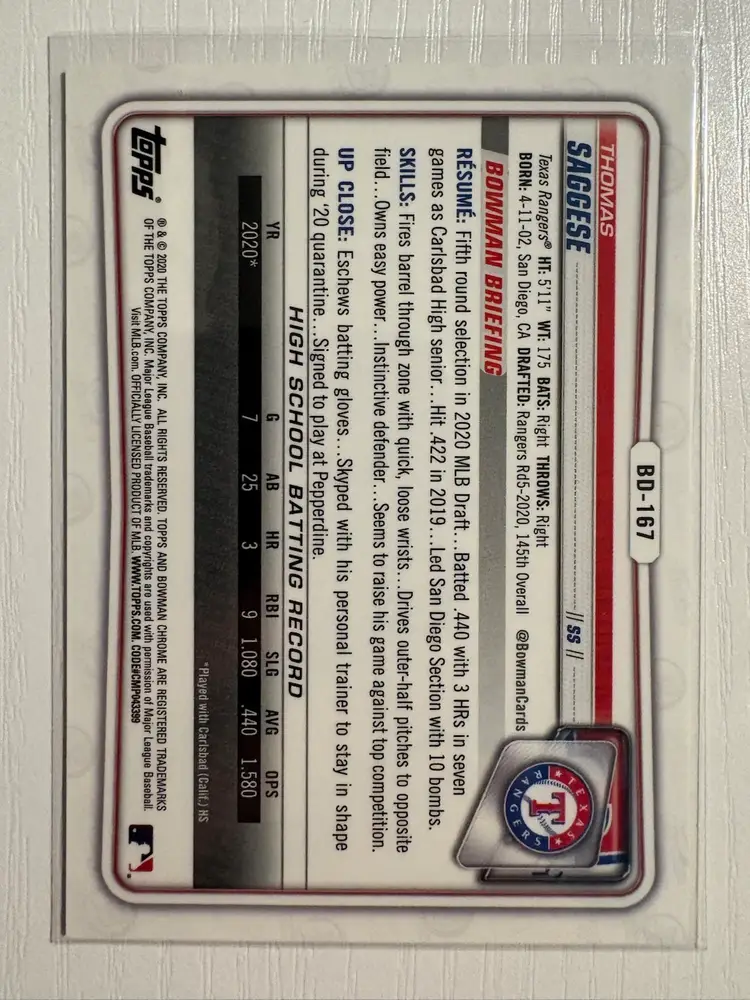 BD-167
THOMAS
SAGGESE
// SS //
Texas Rangers® HT: 5'11" WT: 175 BATS: Right THROWS: Right
BORN: 4-11-02, San Diego, CA DRAFTED: Rangers Rd5-2020, 145th Overall @BowmanCards
TEXAS
RANGERS
T
BOWMAN BRIEFING
RÉSUMÉ: Fifth round selection in 2020 MLB Draft...Batted .440 with 3 HRs in seven
games as Carlsbad High senior...Hit .422 in 2019...Led San Diego Section with 10 bombs.
SKILLS: Fires barrel through zone with quick, loose wrists...Drives outer-half pitches to opposite
field...Owns easy power...Instinctive defender...Seems to raise his game against top competition.
UP CLOSE: Eschews batting gloves...Skyped with his personal trainer to stay in shape
during '20 quarantine...Signed to play at Pepperdine.
HIGH SCHOOL BATTING RECORD
YR G AB HR RBI SLG AVG OPS
2020* 7 25 3 9 1.080 .440 1.580
*Played with Carlsbad (Calif.) HS
topps®
® & © 2020 THE TOPPS COMPANY, INC. ALL RIGHTS RESERVED. TOPPS AND BOWMAN CHROME ARE REGISTERED TRADEMARKS
OF THE TOPPS COMPANY, INC. Major League Baseball trademarks and copyrights are used with permission of Major League Baseball.
Visit MLB.com. OFFICIALLY LICENSED PRODUCT OF MLB. WWW.TOPPS.COM. CODE#CMP043399